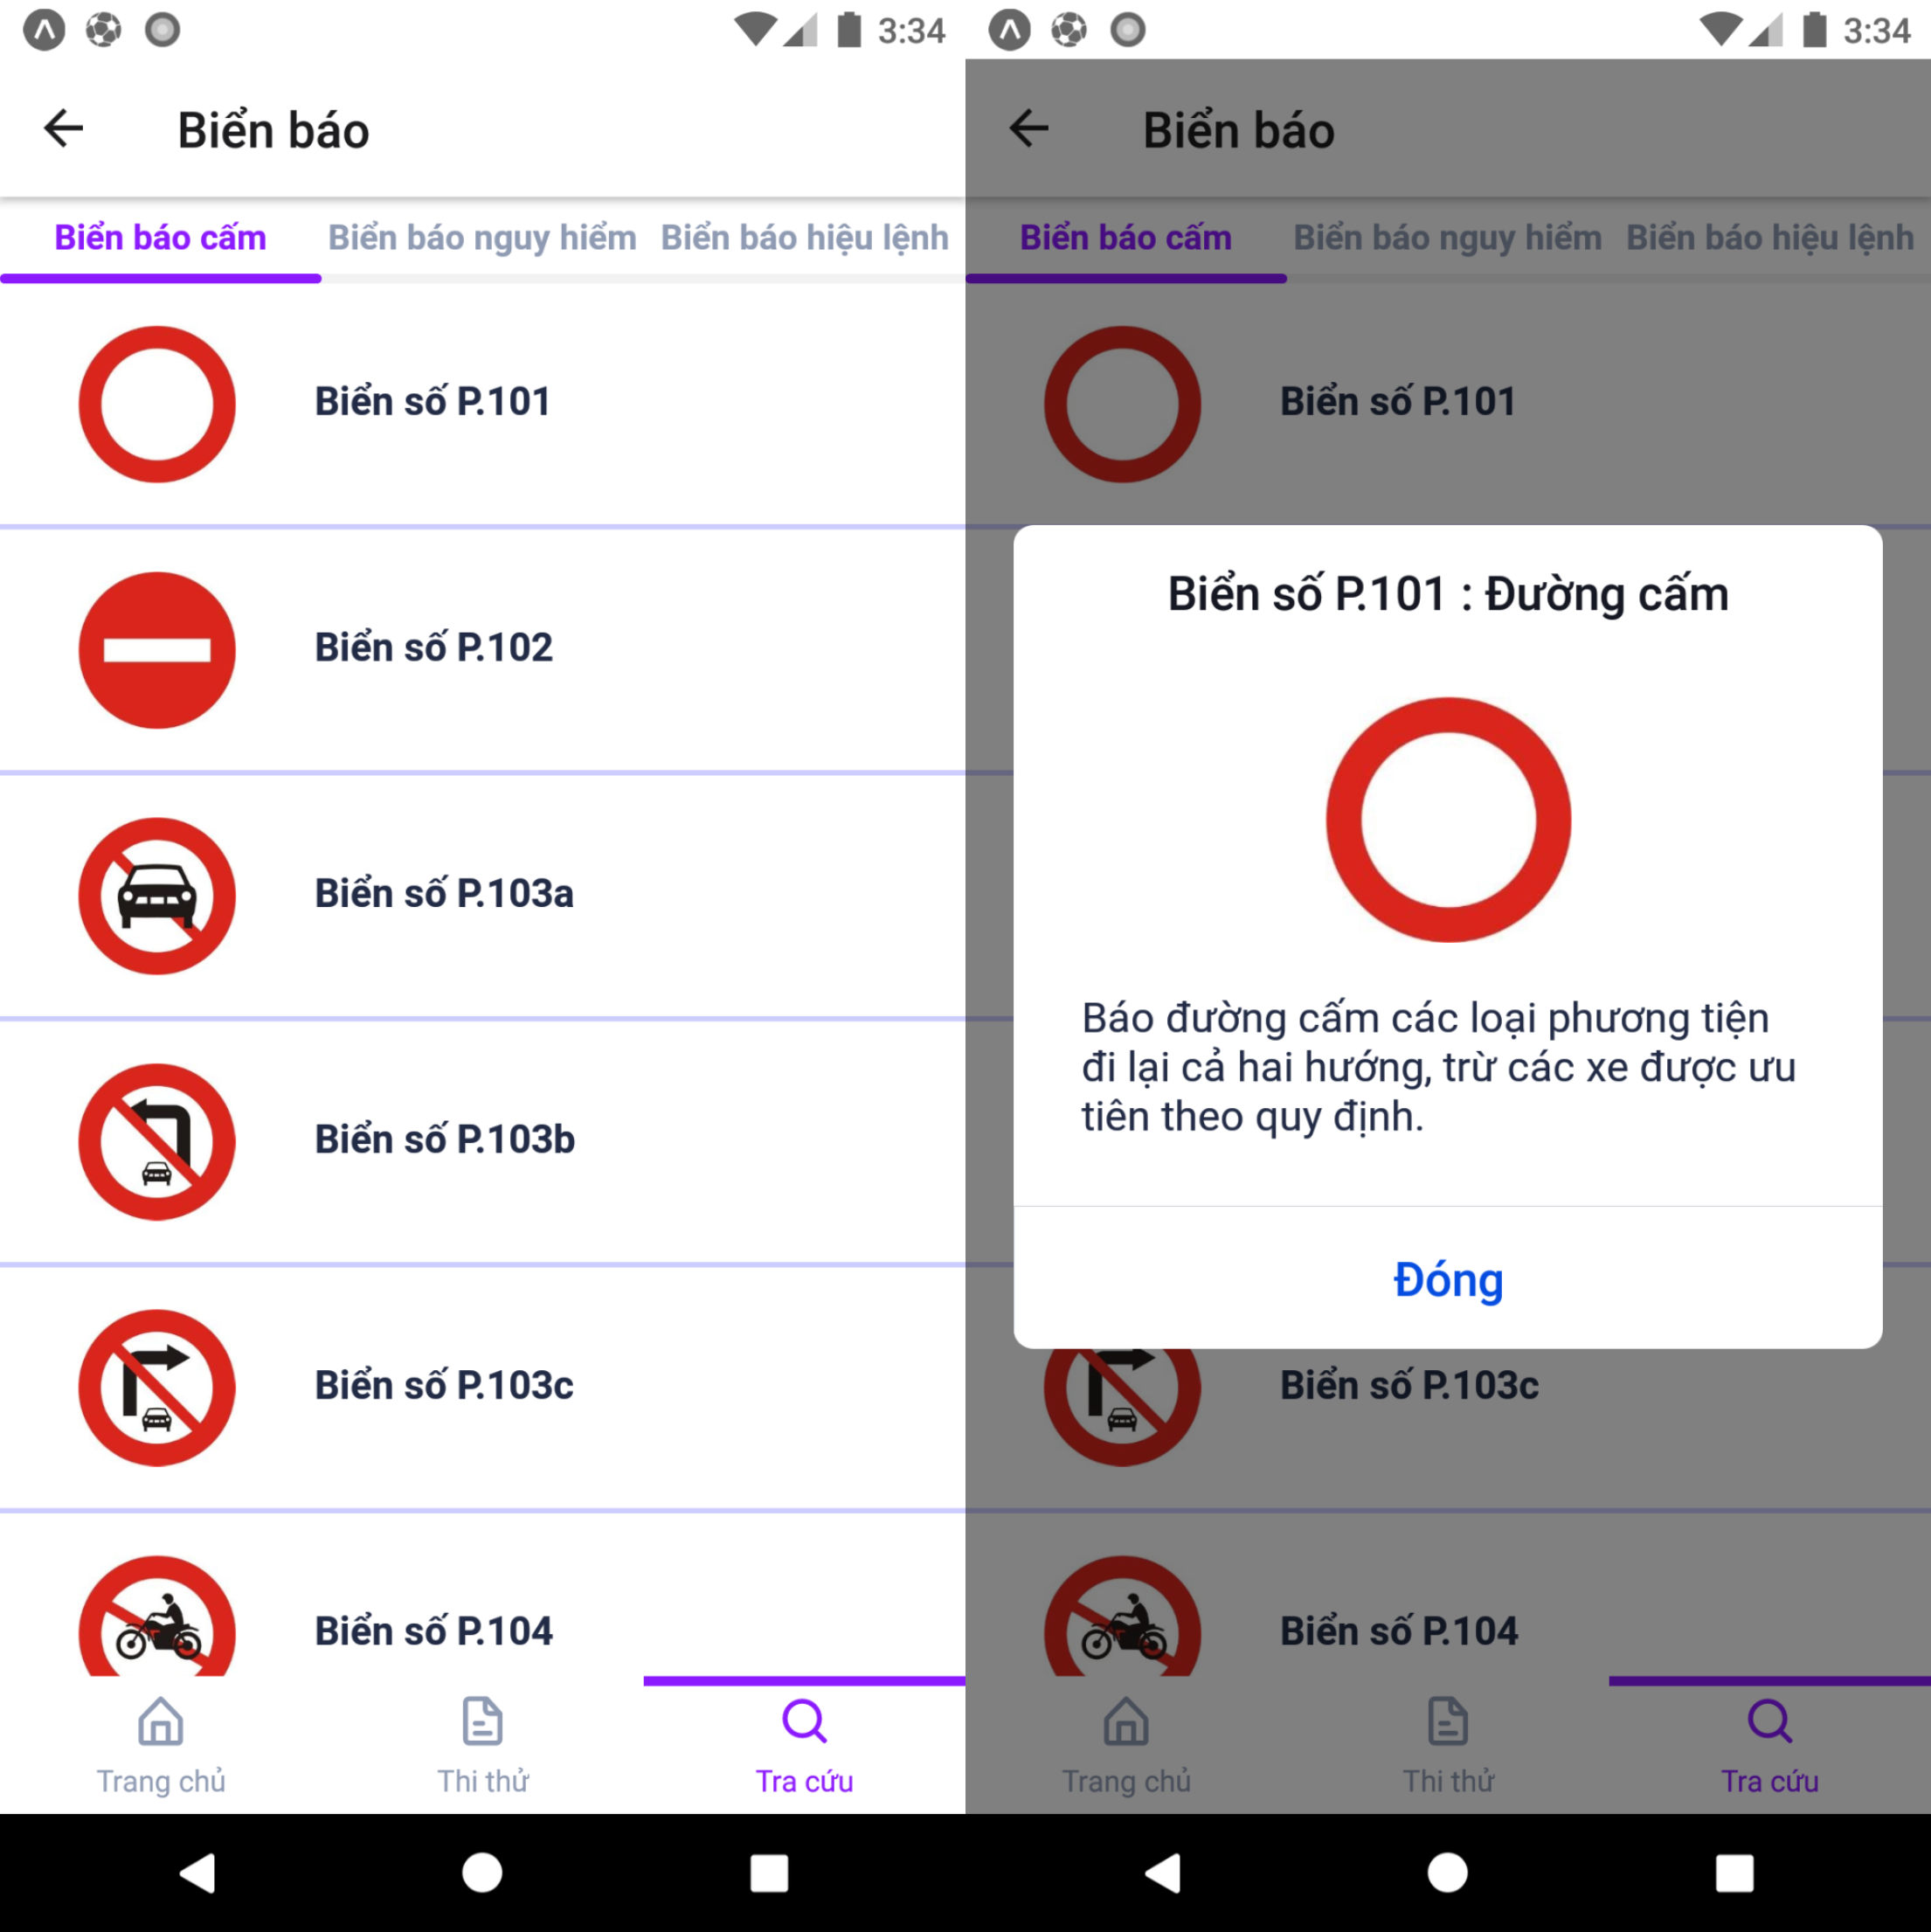 3:34
Biển báo
Biển báo cấm Biển báo nguy hiểm Biển báo hiệu lệnh
Biển số P.101
Biển số P.102
Biển số P.103a
Biển số P.103b
Biển số P.103c
Biển số P.104
Trang chủ Thi thử Tra cứu
3:34
Biển báo
Biển báo cấm Biển báo nguy hiểm Biển báo hiệu lệnh
Biển số P.101
Biển số P.101 : Đường cấm
Báo đường cấm các loại phương tiện
đi lại cả hai hướng, trừ các xe được ưu
tiên theo quy định.
Đóng
Biển số P.103c
Biển số P.104
Trang chủ Thi thử Tra cứu